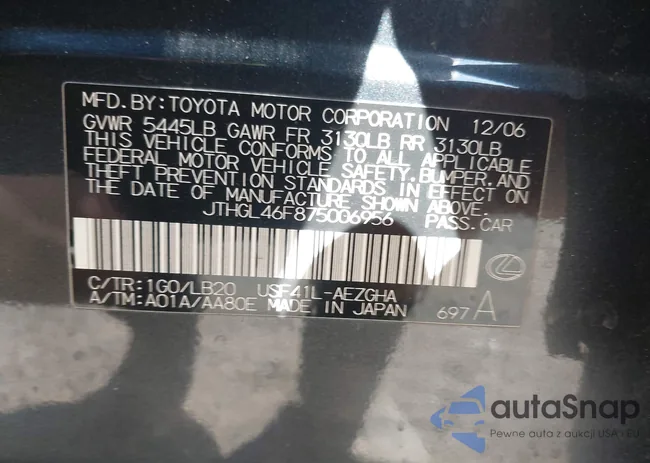 MFD.BY:TOYOTA MOTOR CORPORATION 12/06
GVWR 5445LB GAWR FR 3130LB RR 3130LB
THIS VEHICLE CONFORMS TO ALL APPLICABLE
FEDERAL MOTOR VEHICLE SAFETY,BUMPER,AND
THEFT PREVENTION STANDARDS IN EFFECT ON
THE DATE OF MANUFACTURE SHOWN ABOVE.
JTHGL46F875006956 PASS.CAR
C/TR:1G0/LB20 USF41L-AEZGHA
A/TM:A01A/AA80E MADE IN JAPAN 697 A
autaSnap
Pewne auta z aukcji USA i EU